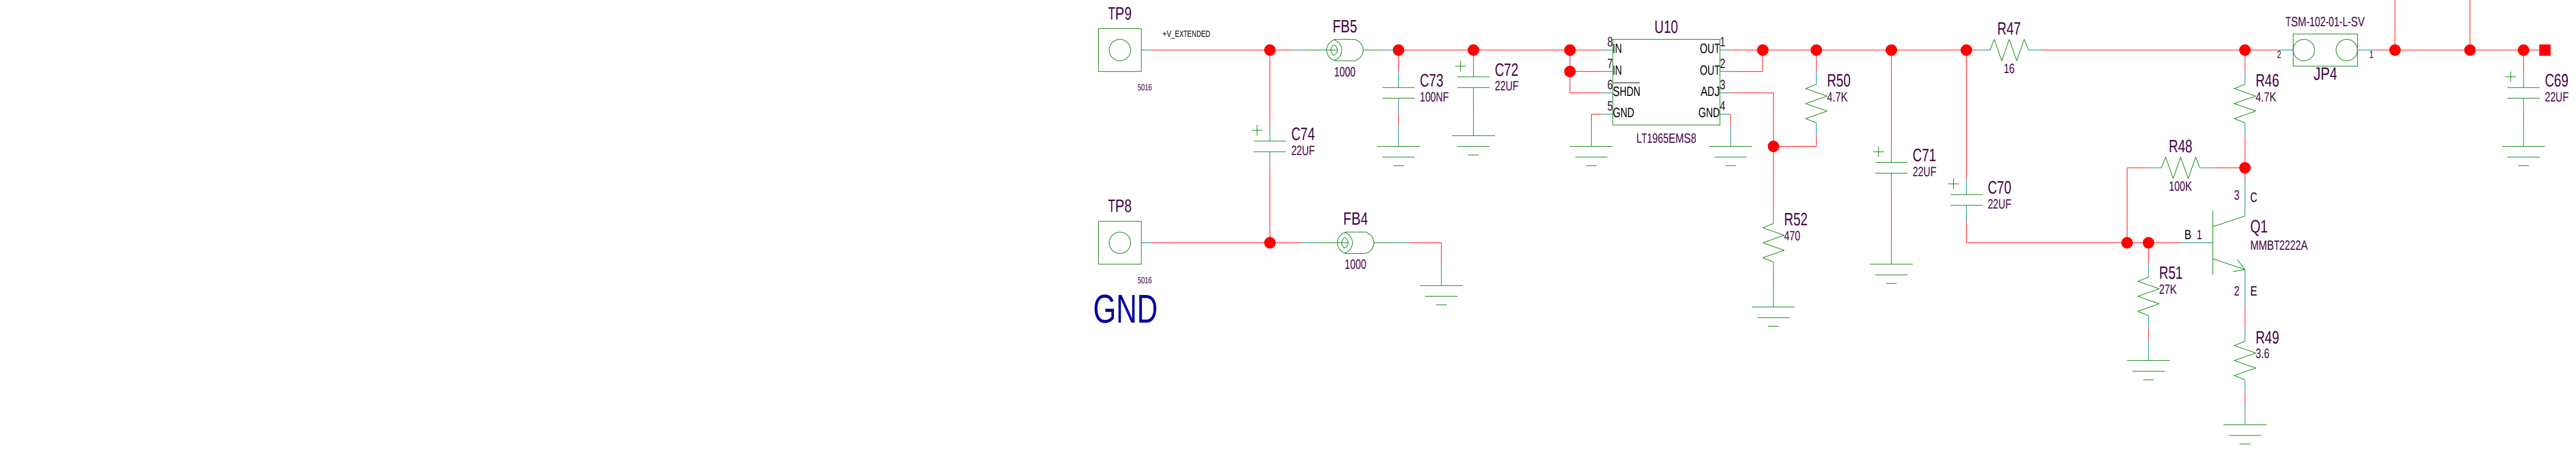 TP9
+V_EXTENDED
5016
FB5
1000
C73
100NF
+
C72
22UF
U10
8
IN
OUT
1
7
IN
OUT
2
6
SHDN
ADJ
3
5
GND
GND
4
LT1965EMS8
R50
4.7K
R47
16
TSM-102-01-L-SV
2
1
JP4
R46
4.7K
+
C69
22UF
+
C74
22UF
+
C71
22UF
+
C70
22UF
R48
100K
3
C
Q1
MMBT2222A
B
1
2
E
TP8
5016
GND
FB4
1000
R52
470
R51
27K
R49
3.6